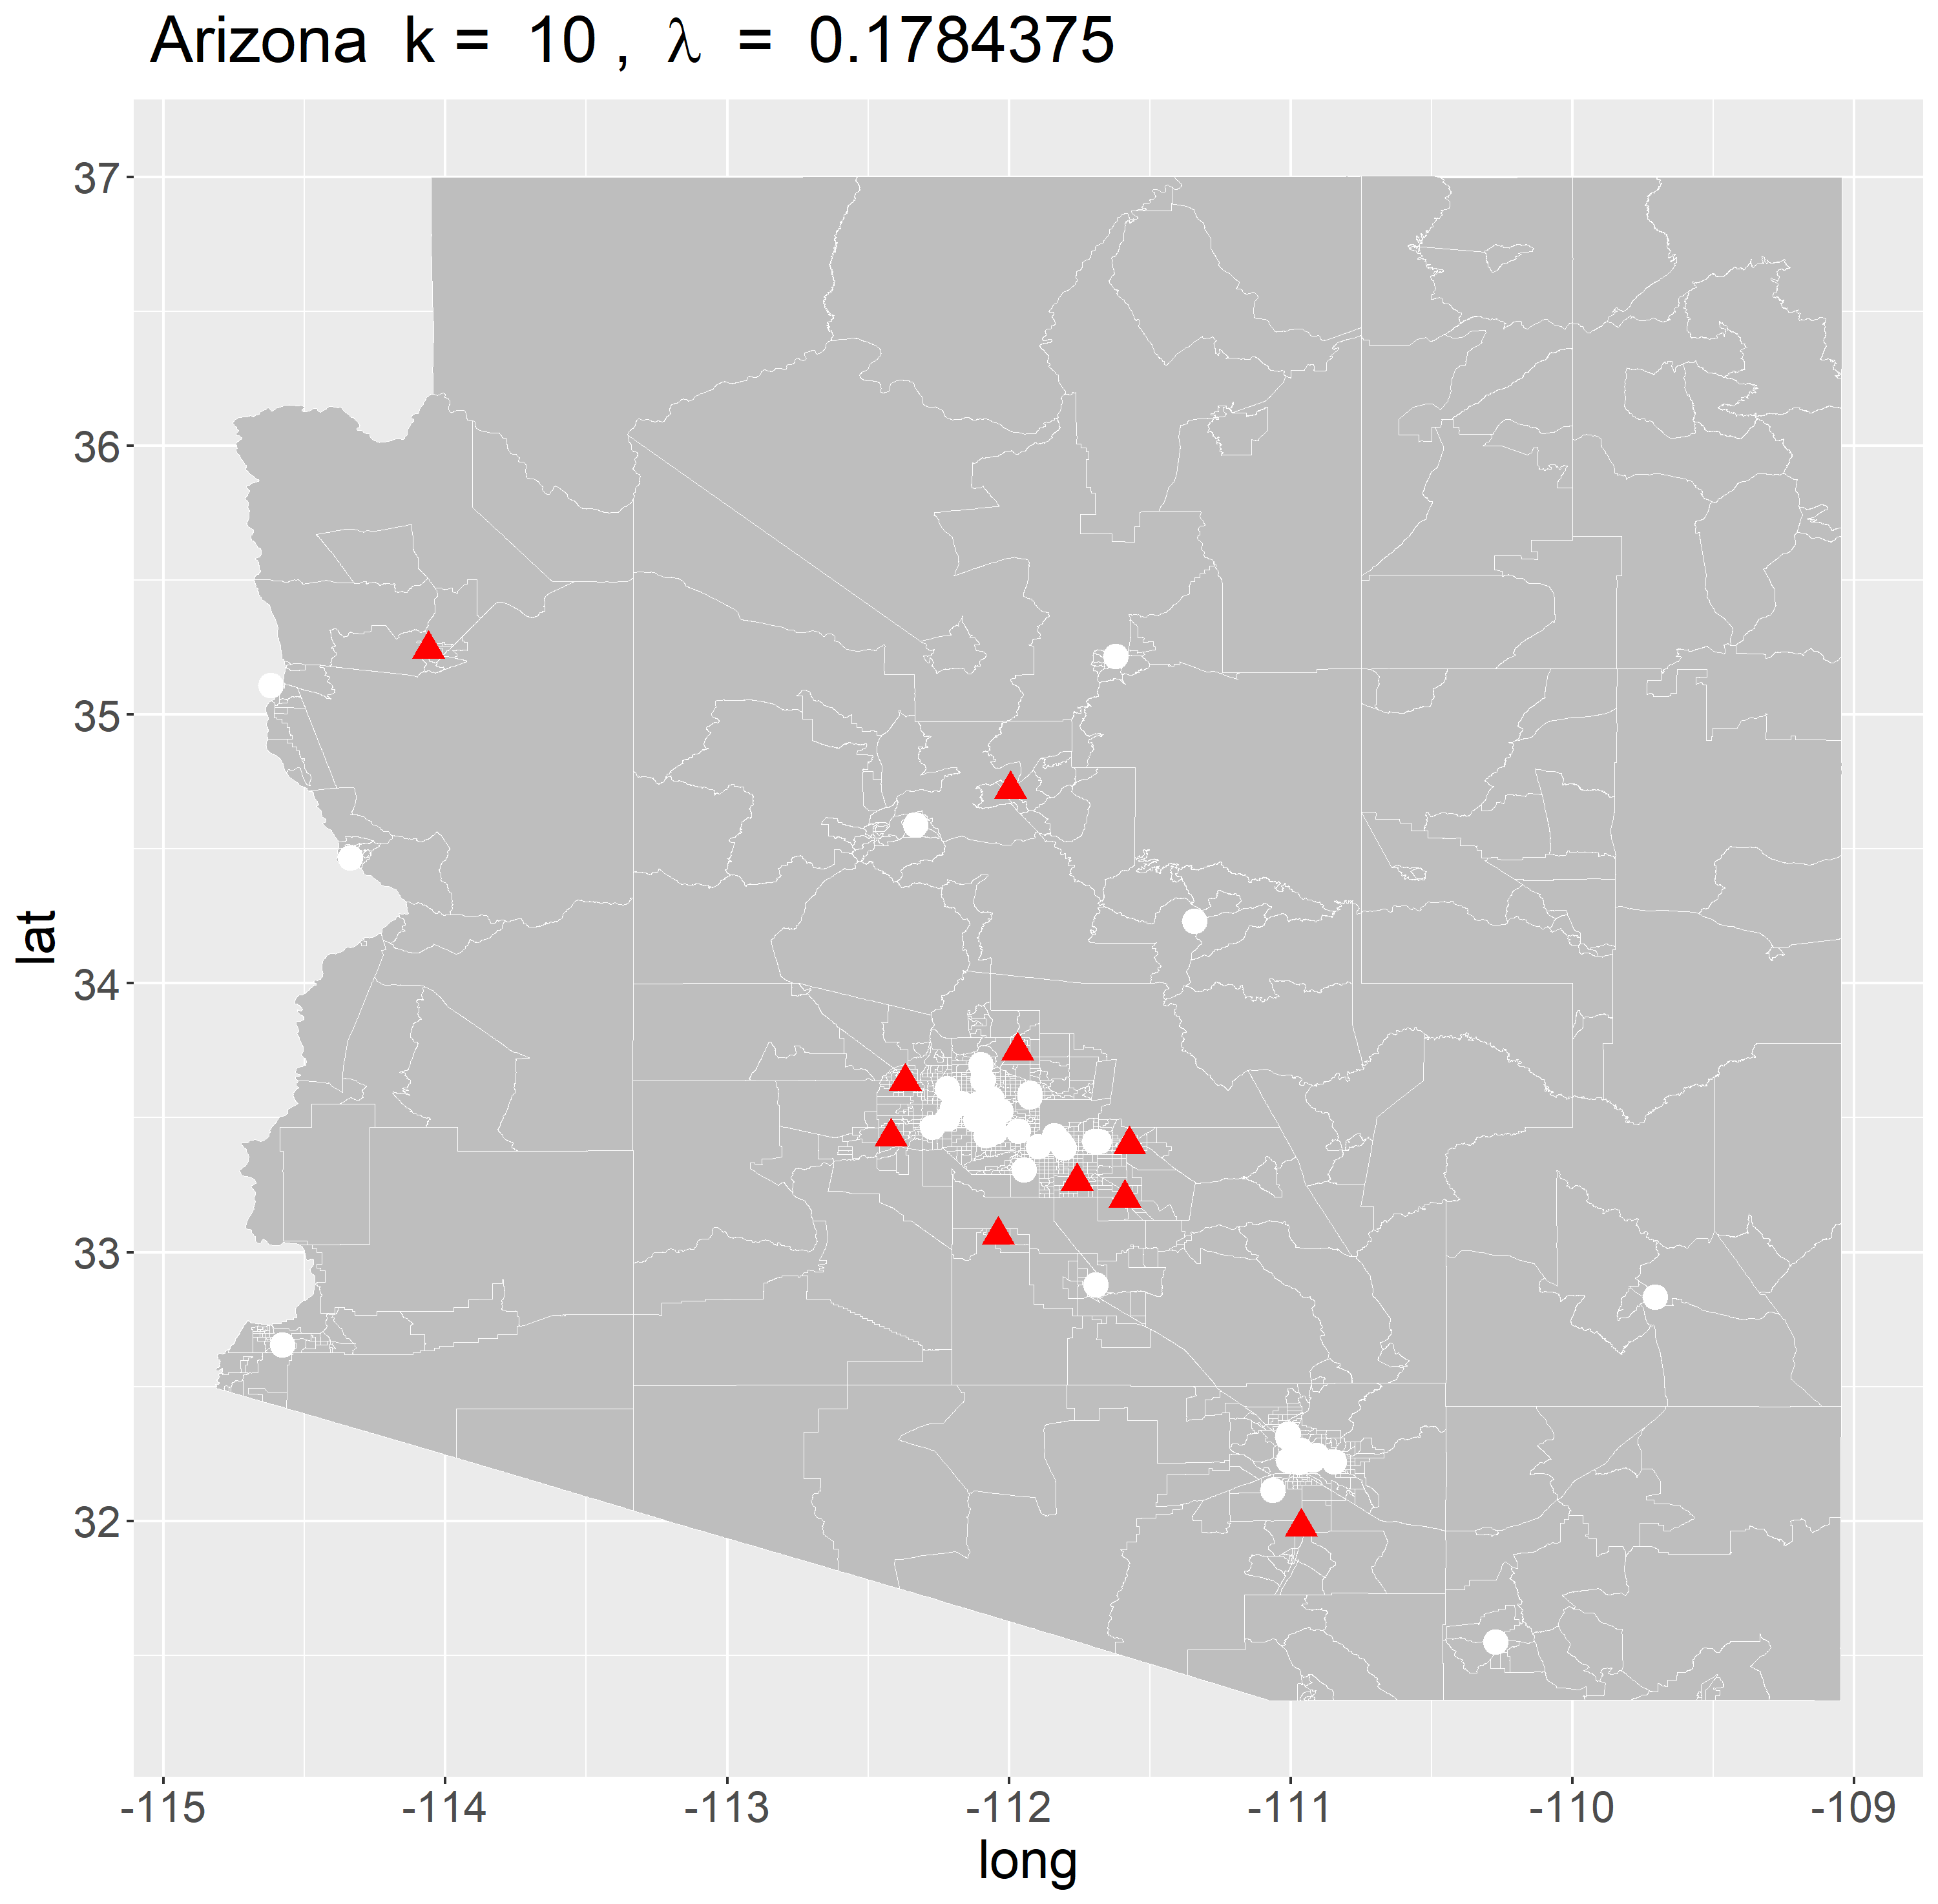 Arizona k = 10 , λ = 0.1784375
37
36
35
34
33
32
lat
-115 -114 -113 -112 -111 -110 -109
long